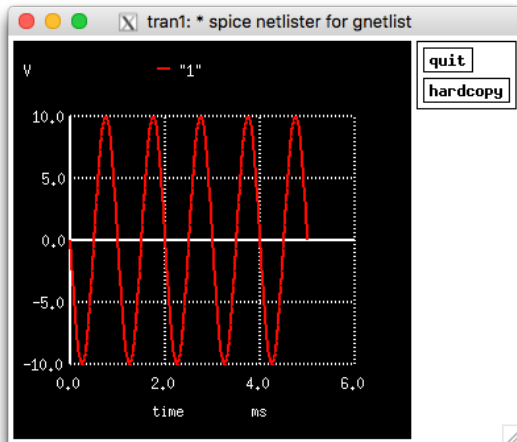 tran1: * spice netlister for gnetlist
quit
hardcopy
V "1"
10.0
5.0
0.0
-5.0
-10.0
0.0 2.0 4.0 6.0
time ms